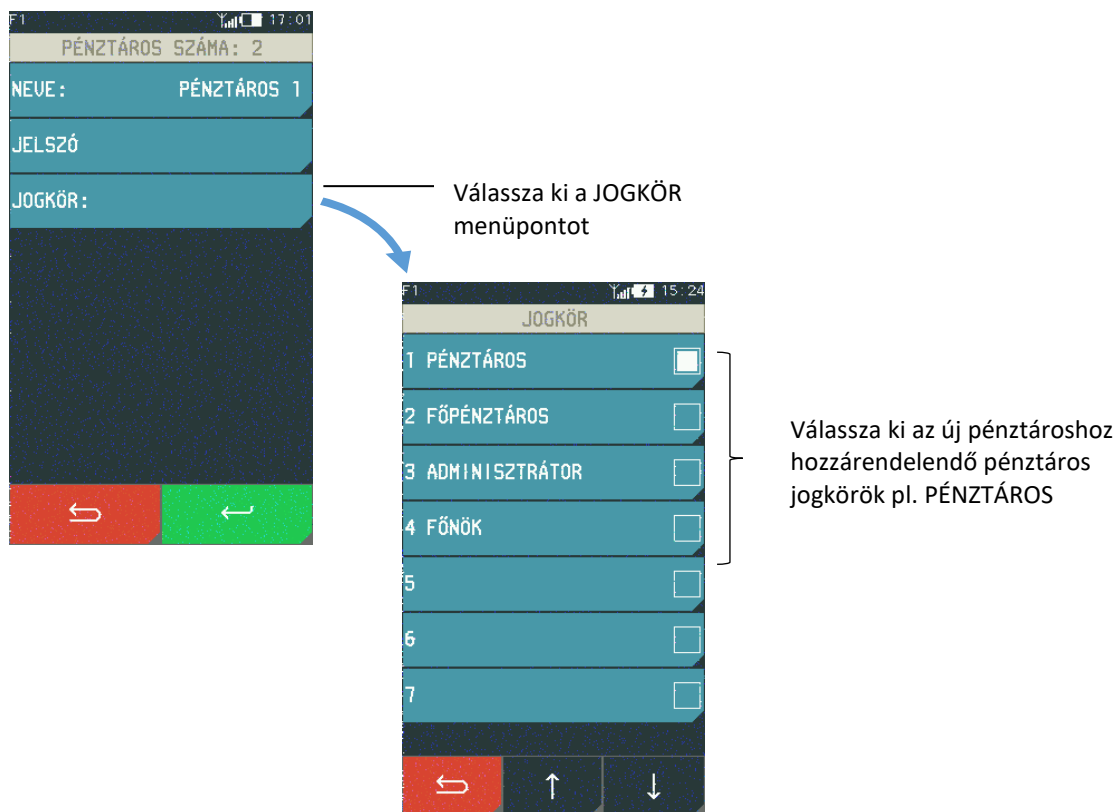 F1 17:01
PÉNZTÁROS SZÁMA: 2
NEVE: PÉNZTÁROS 1
JELSZÓ
JOGKÖR:
Válassza ki a JOGKÖR
menüpontot
F1 15:24
JOGKÖR
1 PÉNZTÁROS
2 FŐPÉNZTÁROS
3 ADMINISZTRÁTOR
4 FŐNÖK
5
6
7
Válassza ki az új pénztároshoz
hozzárendelendő pénztáros
jogkörök pl. PÉNZTÁROS